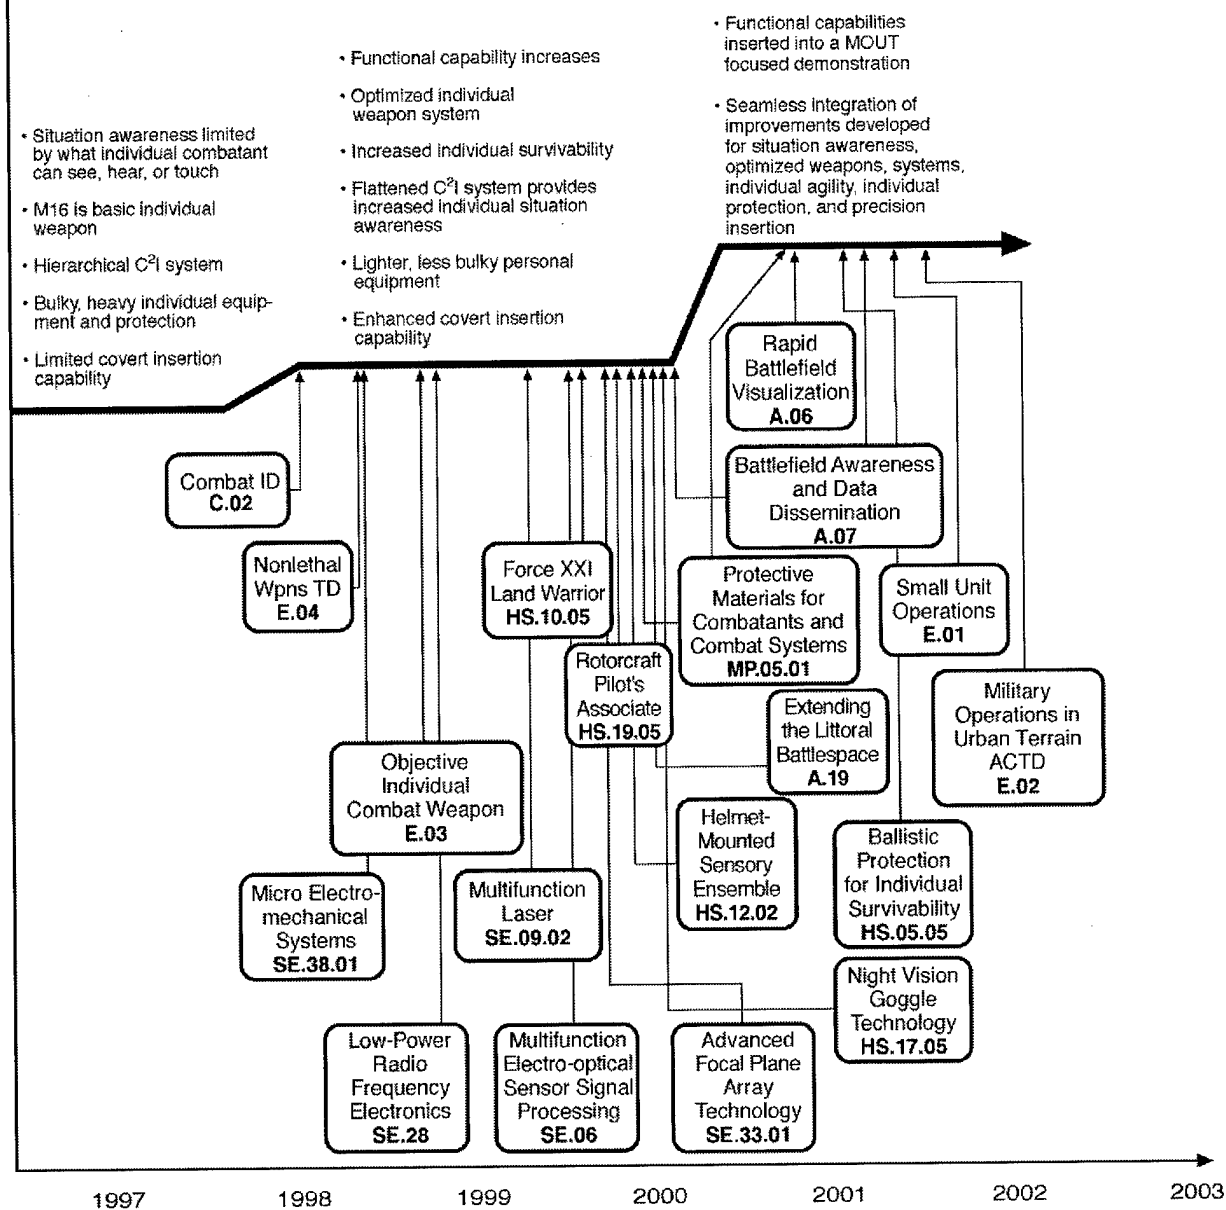 • Situation awareness limited
by what individual combatant
can see, hear, or touch
• M16 is basic individual
weapon
• Hierarchical C²I system
• Bulky, heavy individual equip-
ment and protection
• Limited covert insertion
capability
• Functional capability increases
• Optimized individual
weapon system
• Increased individual survivability
• Flattened C²I system provides
increased individual situation
awareness
• Lighter, less bulky personal
equipment
• Enhanced covert insertion
capability
• Functional capabilities
inserted into a MOUT
focused demonstration
• Seamless integration of
improvements developed
for situation awareness,
optimized weapons, systems,
individual agility, individual
protection, and precision
insertion
Rapid
Battlefield
Visualization
A.06
Combat ID
C.02
Battlefield Awareness
and Data
Dissemination
A.07
Nonlethal
Wpns TD
E.04
Force XXI
Land Warrior
HS.10.05
Protective
Materials for
Combatants and
Combat Systems
MP.05.01
Small Unit
Operations
E.01
Rotorcraft
Pilot's
Associate
HS.19.05
Military
Operations in
Urban Terrain
ACTD
E.02
Extending
the Littoral
Battlespace
A.19
Objective
Individual
Combat Weapon
E.03
Helmet-
Mounted
Sensory
Ensemble
HS.12.02
Ballistic
Protection
for Individual
Survivability
HS.05.05
Micro Electro-
mechanical
Systems
SE.38.01
Multifunction
Laser
SE.09.02
Night Vision
Goggle
Technology
HS.17.05
Low-Power
Radio
Frequency
Electronics
SE.28
Multifunction
Electro-optical
Sensor Signal
Processing
SE.06
Advanced
Focal Plane
Array
Technology
SE.33.01
1997 1998 1999 2000 2001 2002 2003